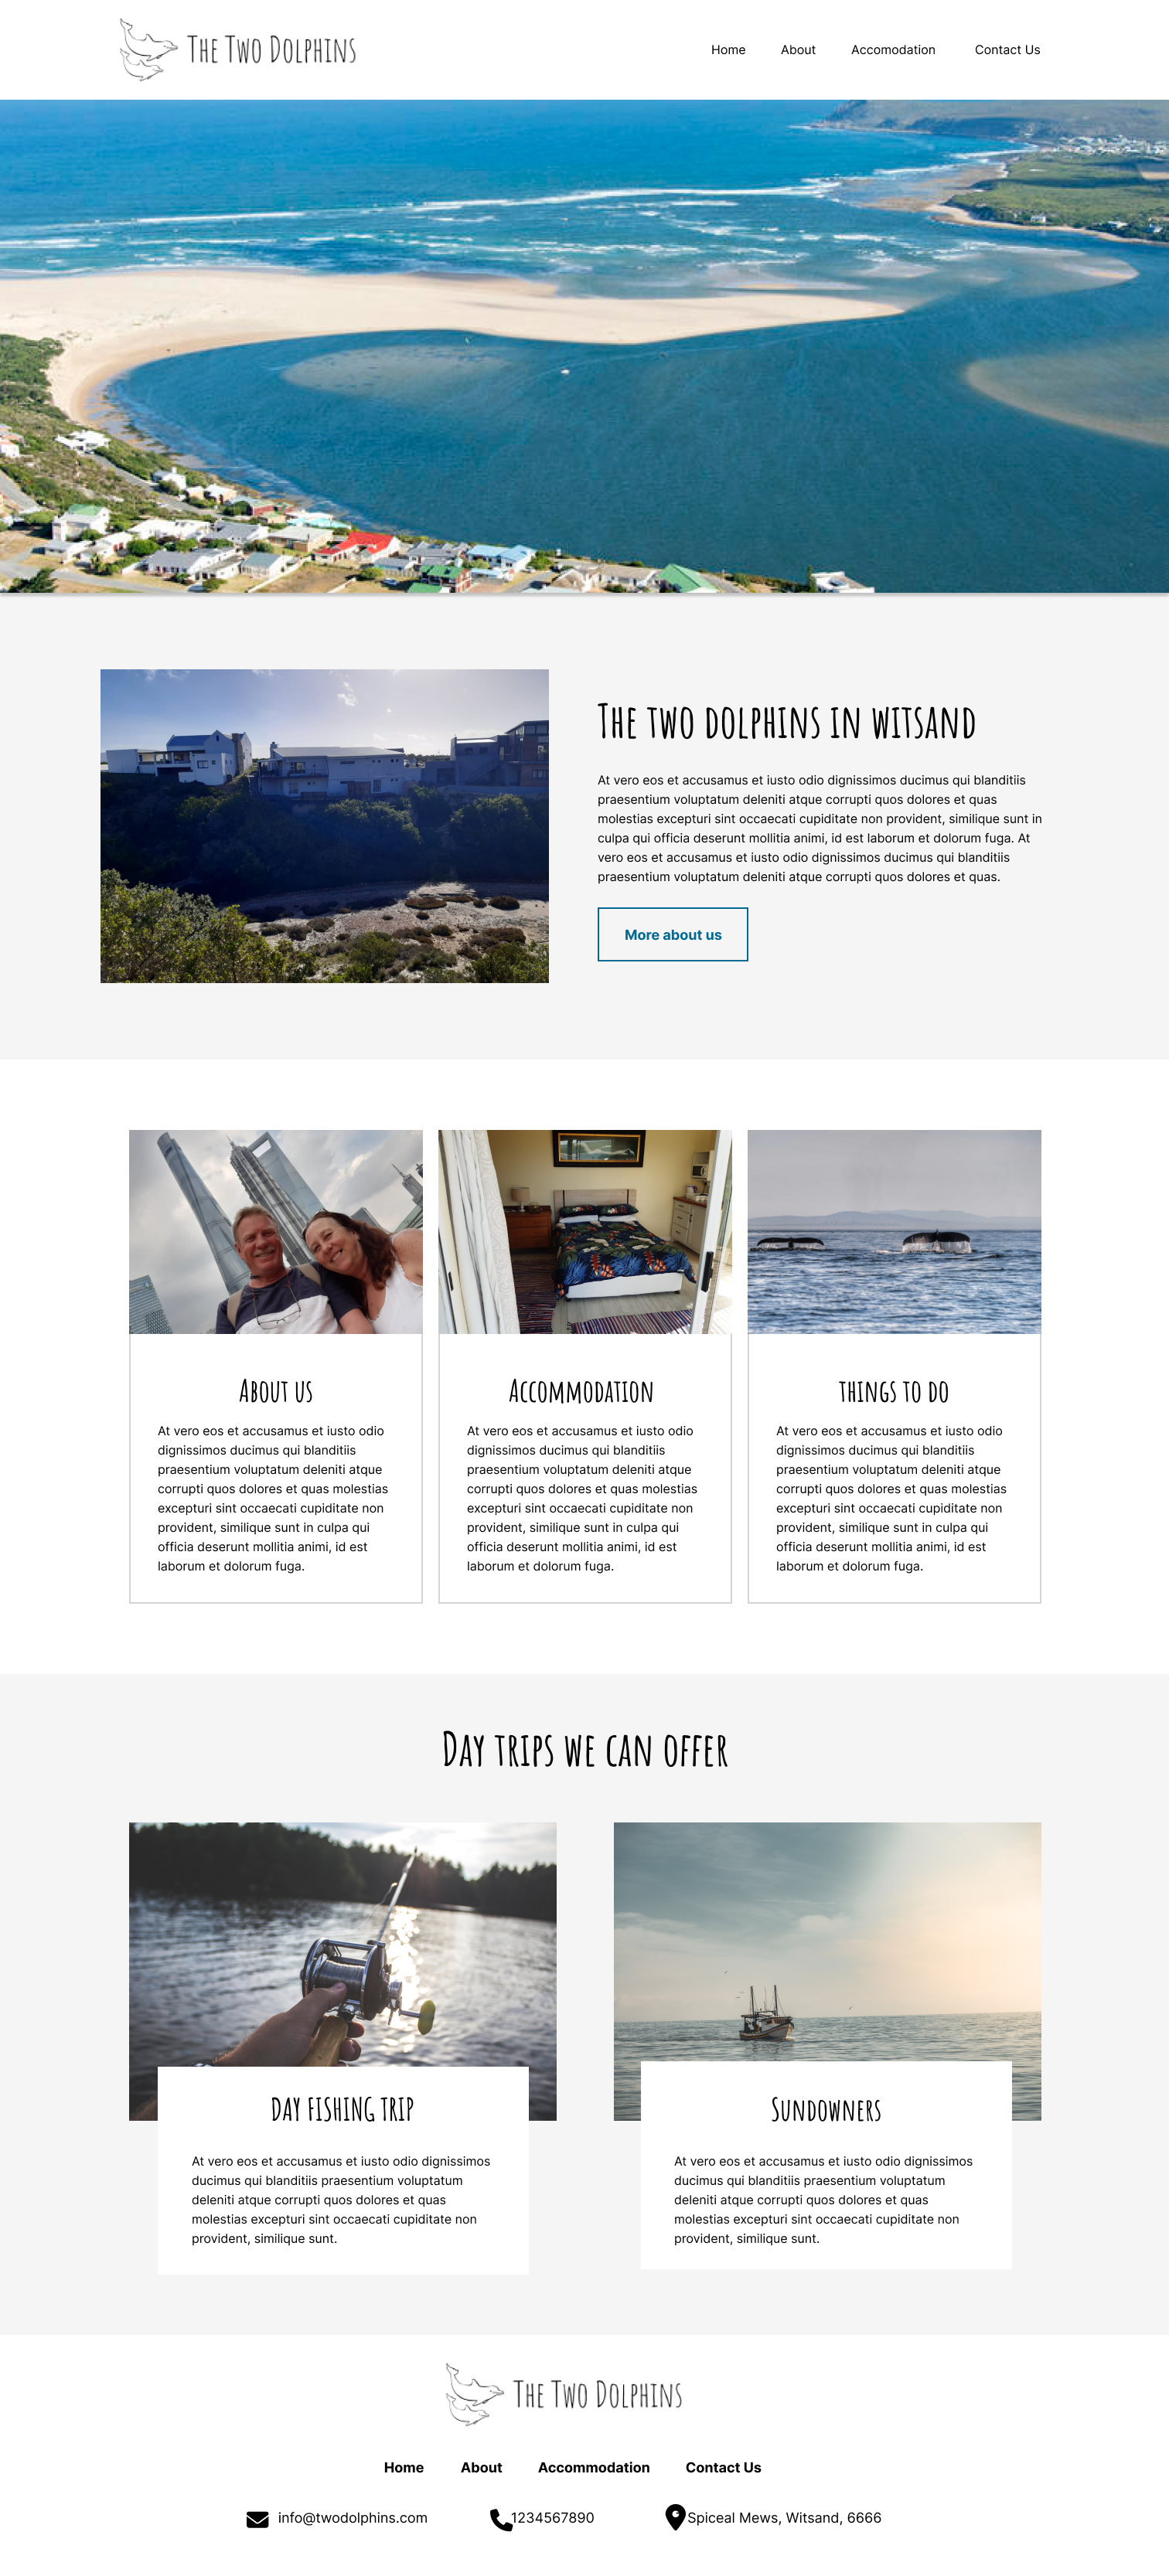 The Two Dolphins
Home About Accomodation Contact Us
The two dolphins in witsand
At vero eos et accusamus et iusto odio dignissimos ducimus qui blanditiis
praesentium voluptatum deleniti atque corrupti quos dolores et quas
molestias excepturi sint occaecati cupiditate non provident, similique sunt in
culpa qui officia deserunt mollitia animi, id est laborum et dolorum fuga. At
vero eos et accusamus et iusto odio dignissimos ducimus qui blanditiis
praesentium voluptatum deleniti atque corrupti quos dolores et quas.
More about us
About us
At vero eos et accusamus et iusto odio
dignissimos ducimus qui blanditiis
praesentium voluptatum deleniti atque
corrupti quos dolores et quas molestias
excepturi sint occaecati cupiditate non
provident, similique sunt in culpa qui
officia deserunt mollitia animi, id est
laborum et dolorum fuga.
Accommodation
At vero eos et accusamus et iusto odio
dignissimos ducimus qui blanditiis
praesentium voluptatum deleniti atque
corrupti quos dolores et quas molestias
excepturi sint occaecati cupiditate non
provident, similique sunt in culpa qui
officia deserunt mollitia animi, id est
laborum et dolorum fuga.
things to do
At vero eos et accusamus et iusto odio
dignissimos ducimus qui blanditiis
praesentium voluptatum deleniti atque
corrupti quos dolores et quas molestias
excepturi sint occaecati cupiditate non
provident, similique sunt in culpa qui
officia deserunt mollitia animi, id est
laborum et dolorum fuga.
Day trips we can offer
DAY FISHING TRIP
At vero eos et accusamus et iusto odio dignissimos
ducimus qui blanditiis praesentium voluptatum
deleniti atque corrupti quos dolores et quas
molestias excepturi sint occaecati cupiditate non
provident, similique sunt.
Sundowners
At vero eos et accusamus et iusto odio dignissimos
ducimus qui blanditiis praesentium voluptatum
deleniti atque corrupti quos dolores et quas
molestias excepturi sint occaecati cupiditate non
provident, similique sunt.
The Two Dolphins
Home About Accommodation Contact Us
info@twodolphins.com 1234567890 Spiceal Mews, Witsand, 6666